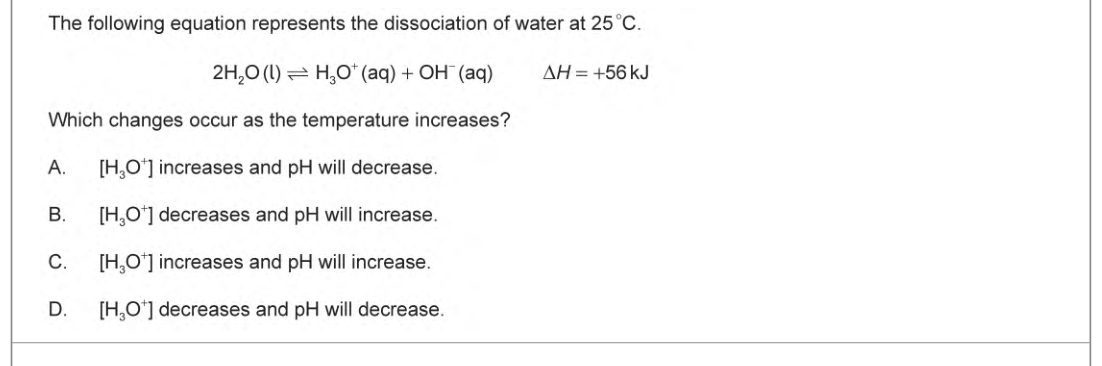 The following equation represents the dissociation of water at 25 °C.
2H₂O (l) ⇌ H₃O⁺ (aq) + OH⁻ (aq) ΔH = +56 kJ
Which changes occur as the temperature increases?
A. [H₃O⁺] increases and pH will decrease.
B. [H₃O⁺] decreases and pH will increase.
C. [H₃O⁺] increases and pH will increase.
D. [H₃O⁺] decreases and pH will decrease.